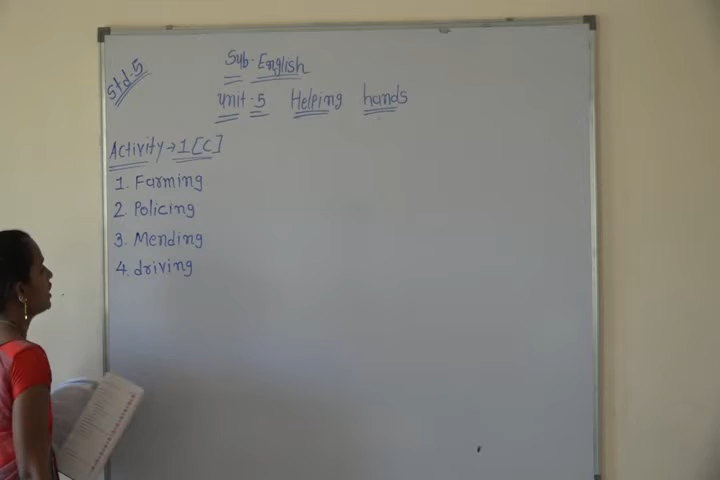 Std.5
Sub- English
Unit-5 Helping hands
Activity → 1 [C]
1. Farming
2. Policing
3. Mending
4. driving